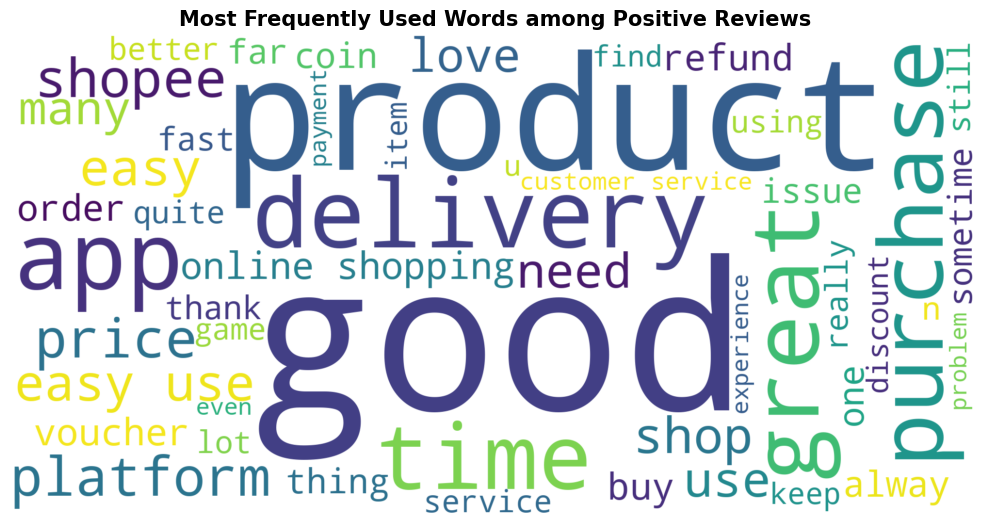 Most Frequently Used Words among Positive Reviews
better
far
coin
love
find
refund
still
shopee
product
purchase
many
payment
item
using
fast
easy
u
customer service
issue
sometime
order
quite
delivery
great
app
online shopping
need
really
discount
thank
good
experience
n
price
game
problem
easy use
even
one
voucher
lot
time
shop
platform
thing
service
buy
use
keep
alway